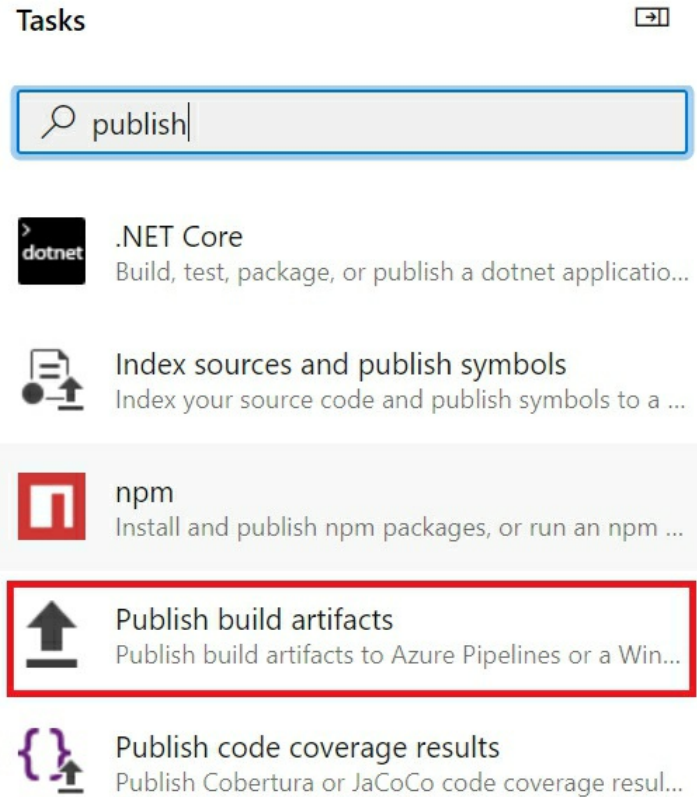 Tasks
publish
> dotnet
.NET Core
Build, test, package, or publish a dotnet applicatio...
Index sources and publish symbols
Index your source code and publish symbols to a ...
npm
Install and publish npm packages, or run an npm ...
Publish build artifacts
Publish build artifacts to Azure Pipelines or a Win...
Publish code coverage results
Publish Cobertura or JaCoCo code coverage resul...